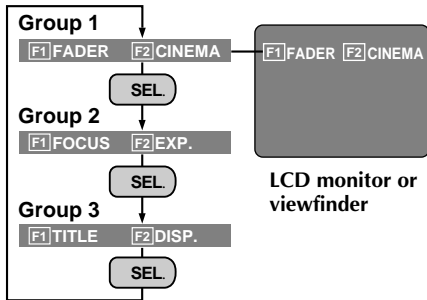 Group 1
F1 FADER F2 CINEMA
F1 FADER F2 CINEMA
SEL.
Group 2
F1 FOCUS F2 EXP.
SEL.
LCD monitor or
viewfinder
Group 3
F1 TITLE F2 DISP.
SEL.